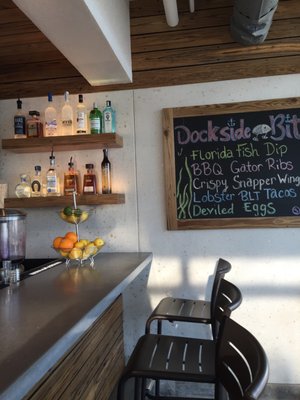 Dockside Bit
Florida Fish Dip
BBQ Gator Ribs
Crispy Snapper Wing
Lobster BLT Tacos
Deviled Eggs